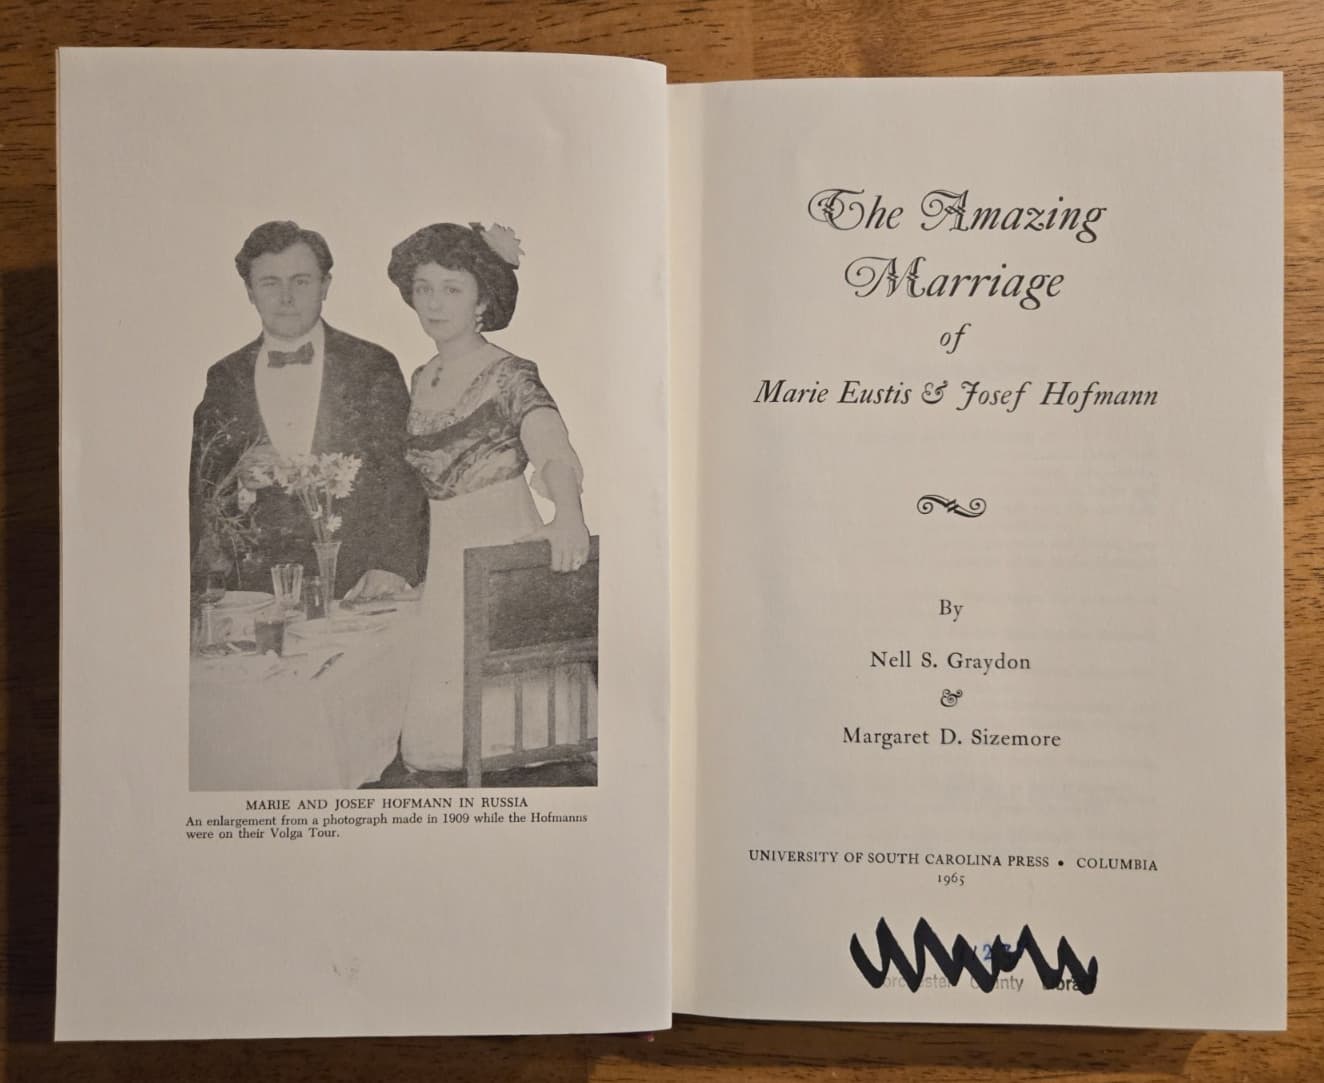 MARIE AND JOSEF HOFMANN IN RUSSIA
An enlargement from a photograph made in 1909 while the Hofmanns
were on their Volga Tour.
The Amazing
Marriage
of
Marie Eustis & Josef Hofmann
By
Nell S. Graydon
&
Margaret D. Sizemore
UNIVERSITY OF SOUTH CAROLINA PRESS • COLUMBIA
1965